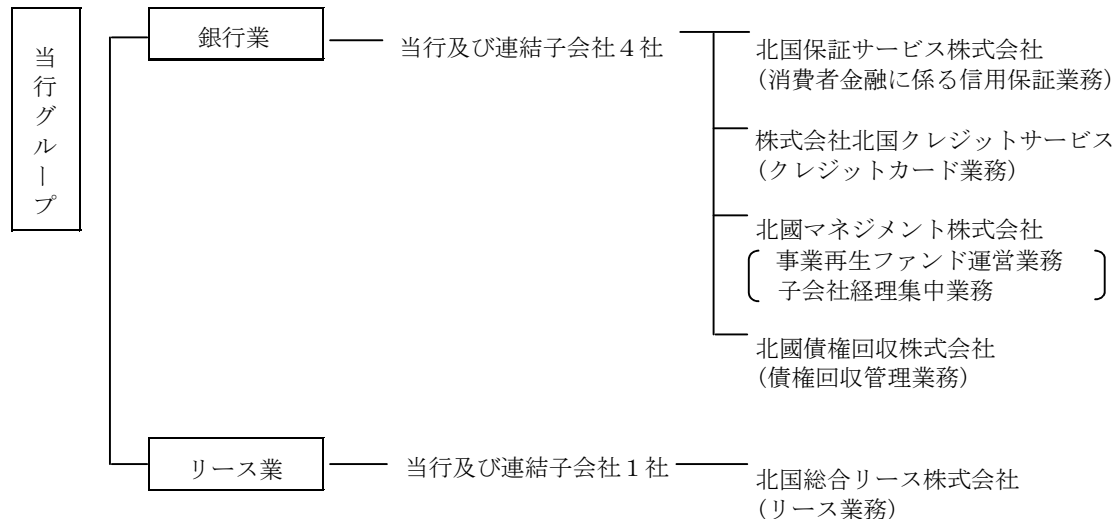 当行グループ
銀行業
当行及び連結子会社４社
北国保証サービス株式会社
(消費者金融に係る信用保証業務)
株式会社北国クレジットサービス
(クレジットカード業務)
北國マネジメント株式会社
事業再生ファンド運営業務
子会社経理集中業務
北國債権回収株式会社
(債権回収管理業務)
リース業
当行及び連結子会社１社
北国総合リース株式会社
(リース業務)